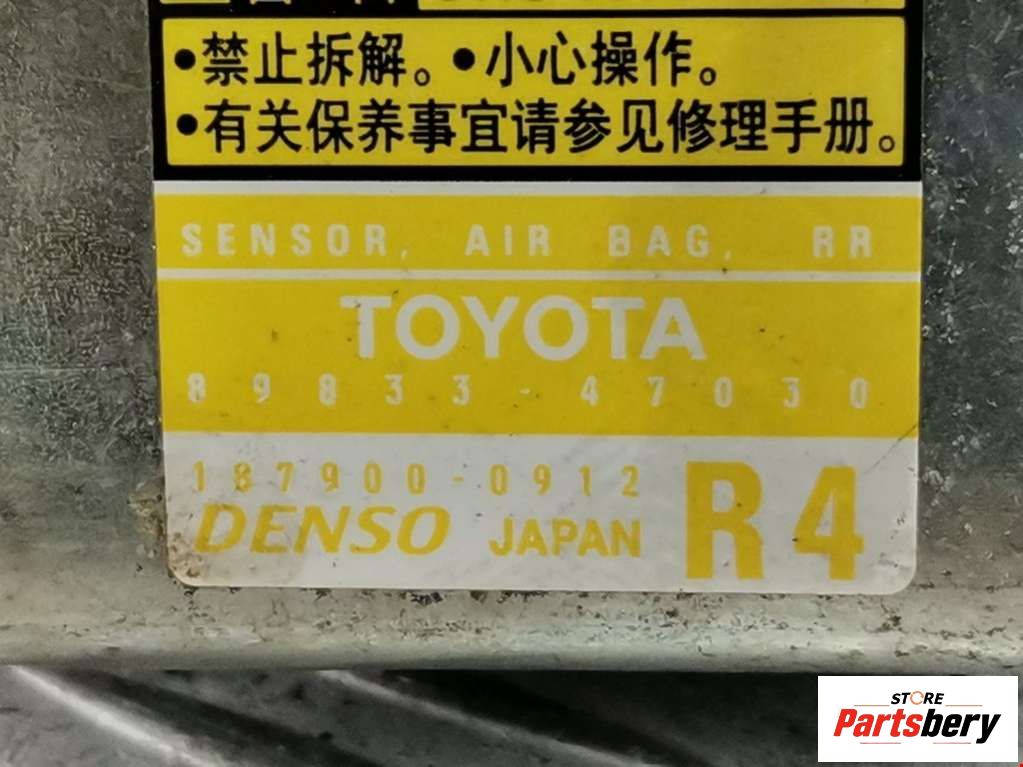 •禁止拆解。•小心操作。
•有关保养事宜请参见修理手册。
SENSOR, AIR BAG, RR
TOYOTA
89833-47030
187900-0912
DENSO JAPAN R4
STORE
Partsbery